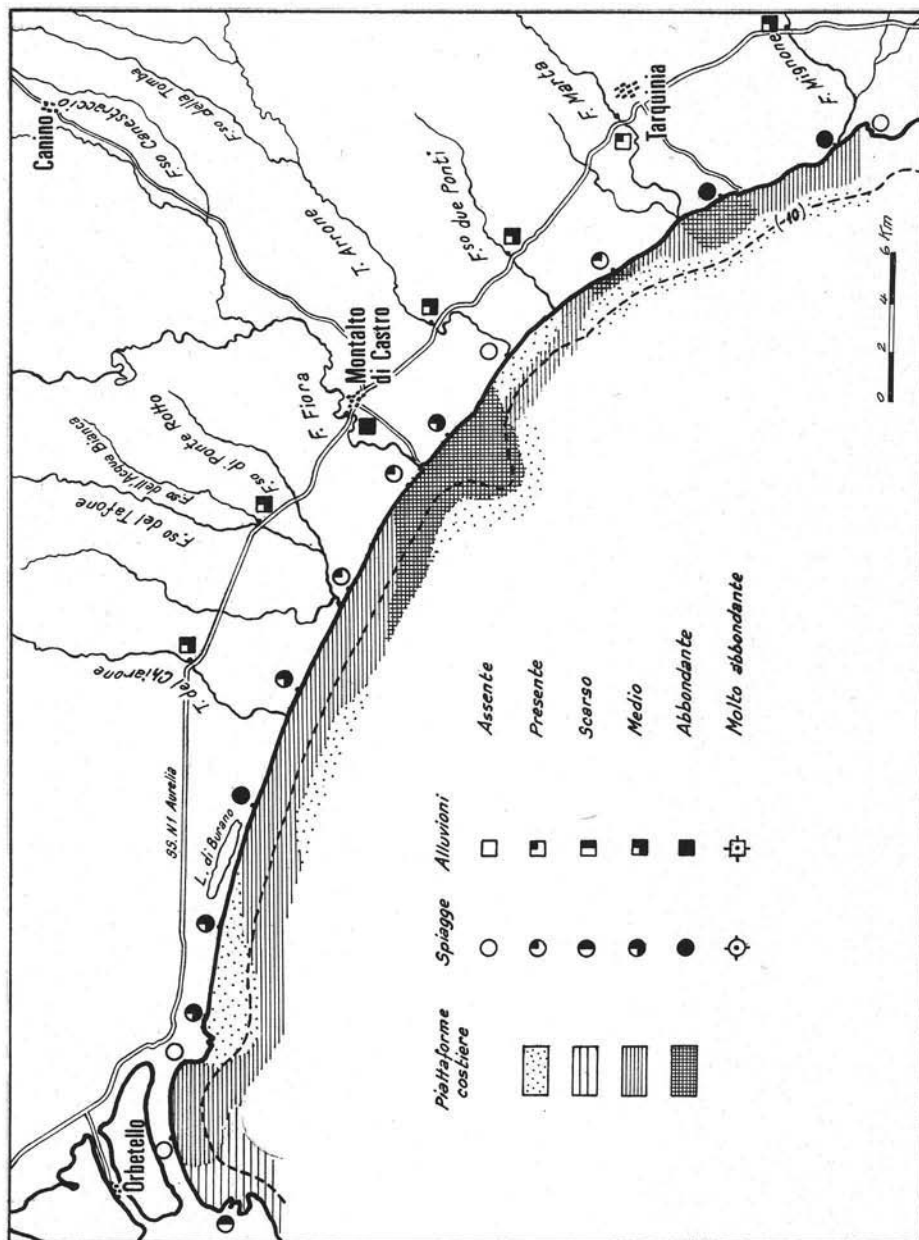 Orbetello
SS. N1 Aurelia
L. di Burano
T. del Chiarone
F.so del Tafone
F.so dell'Acqua Bianca
F.so di Ponte Rotto
F. Fiora
Montalto
di Castro
Canino
F.so Canestraccio
F.so della Tomba
T. Arrone
F.so due Ponti
F. Marta
Tarquinia
F. Mignone
(-10)
0 2 4 6 Km
Piattaforme
costiere
Spiagge
Alluvioni
Assente
Presente
Scarso
Medio
Abbondante
Molto abbondante